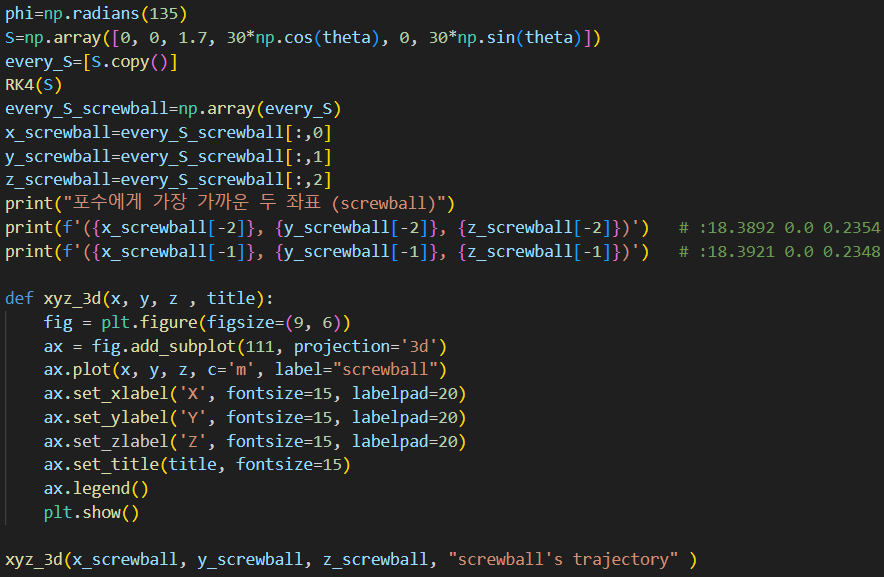 phi=np.radians(135)
S=np.array([0, 0, 1.7, 30*np.cos(theta), 0, 30*np.sin(theta)])
every_S=[S.copy()]
RK4(S)
every_S_screwball=np.array(every_S)
x_screwball=every_S_screwball[:,0]
y_screwball=every_S_screwball[:,1]
z_screwball=every_S_screwball[:,2]
print("포수에게 가장 가까운 두 좌표 (screwball)")
print(f'({x_screwball[-2]}, {y_screwball[-2]}, {z_screwball[-2]})')   # :18.3892 0.0 0.2354
print(f'({x_screwball[-1]}, {y_screwball[-1]}, {z_screwball[-1]})')   # :18.3921 0.0 0.2348

def xyz_3d(x, y, z , title):
    fig = plt.figure(figsize=(9, 6))
    ax = fig.add_subplot(111, projection='3d')
    ax.plot(x, y, z, c='m', label="screwball")
    ax.set_xlabel('X', fontsize=15, labelpad=20)
    ax.set_ylabel('Y', fontsize=15, labelpad=20)
    ax.set_zlabel('Z', fontsize=15, labelpad=20)
    ax.set_title(title, fontsize=15)
    ax.legend()
    plt.show()

xyz_3d(x_screwball, y_screwball, z_screwball, "screwball's trajectory" )